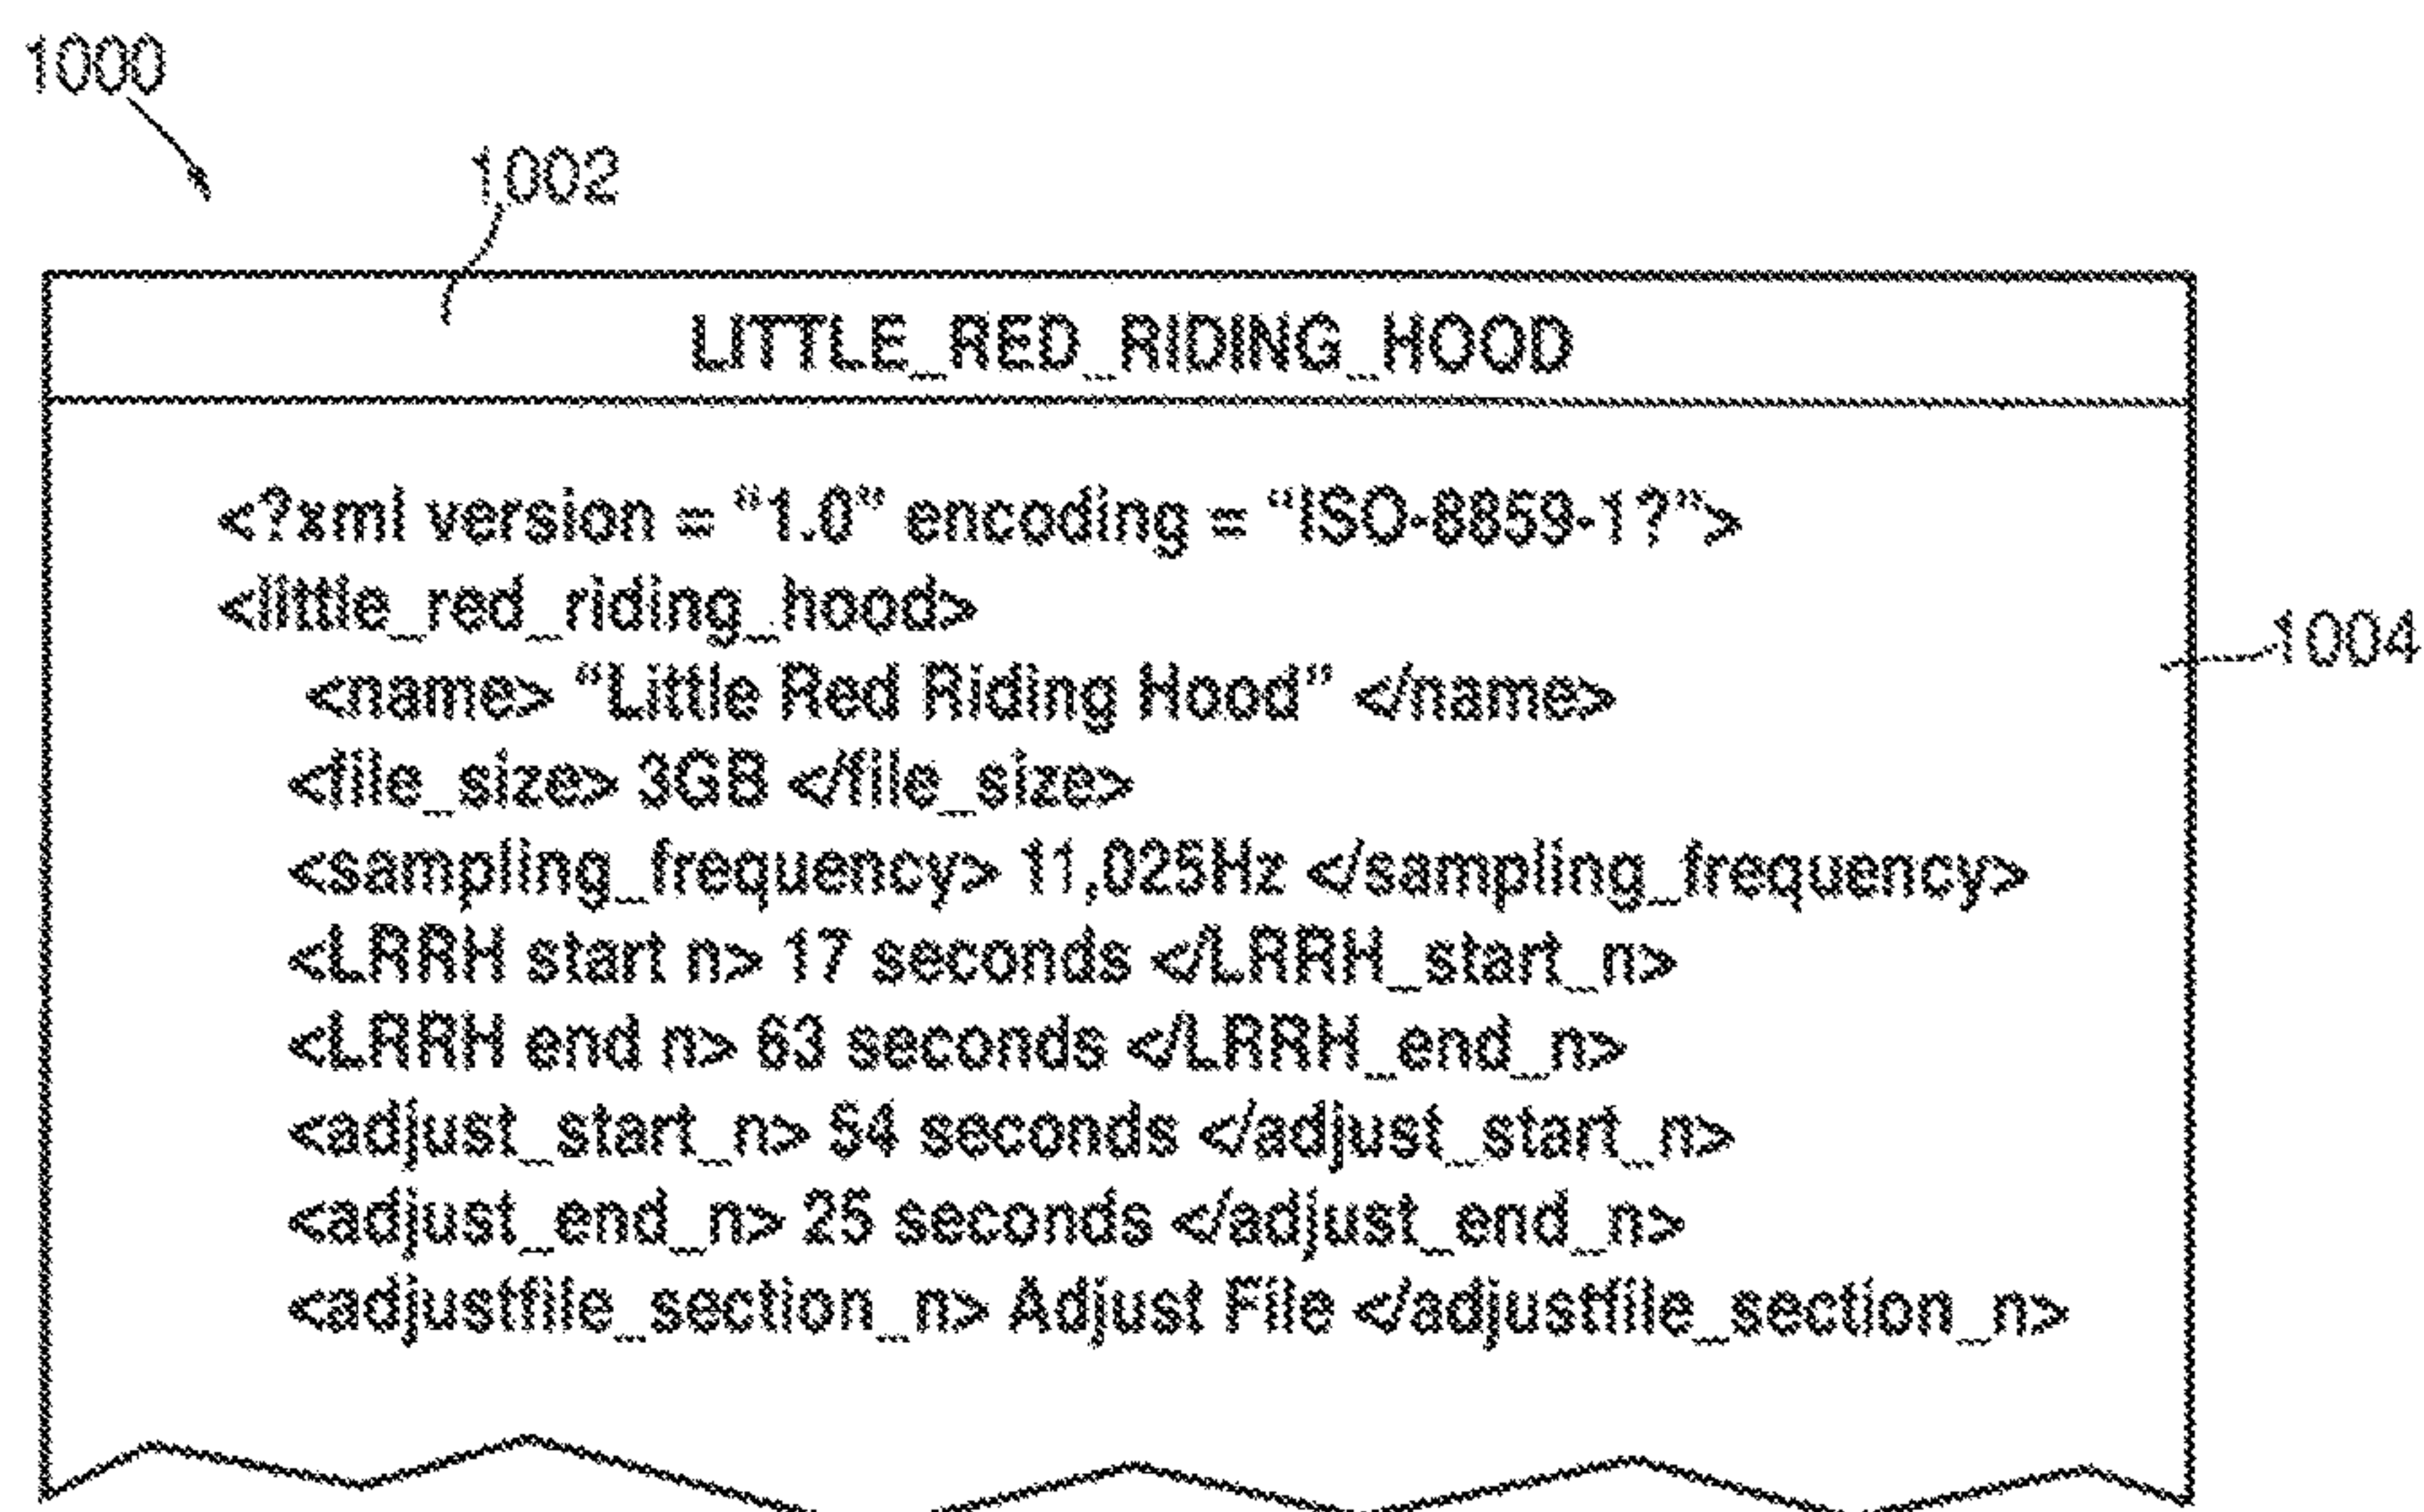 1000
1002
LITTLE_RED_RIDING_HOOD
<?xml version = “1.0” encoding = “ISO-8859-1?”>
<little_red_riding_hood>
<name> “Little Red Riding Hood” </name>
1004
<file_size> 3GB </file_size>
<sampling_frequency> 11,025Hz </sampling_frequency>
<LRRH start n> 17 seconds </LRRH_start_n>
<LRRH end n> 63 seconds </LRRH_end_n>
<adjust_start_n> 54 seconds </adjust_start_n>
<adjust_end_n> 25 seconds </adjust_end_n>
<adjustfile_section_n> Adjust File </adjustfile_section_n>